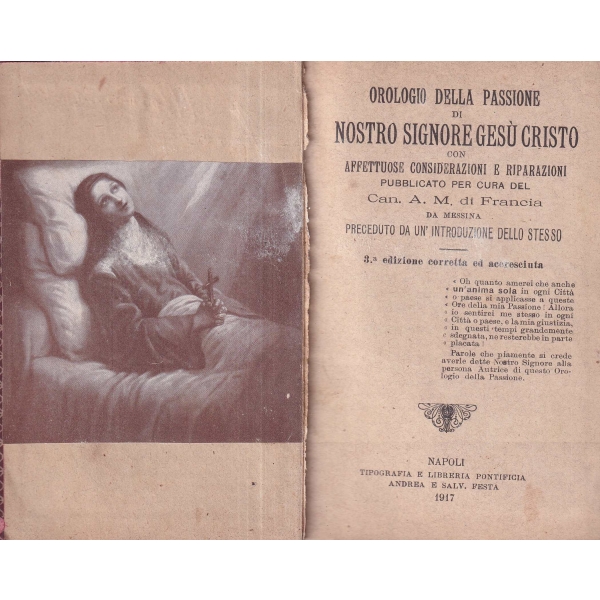 OROLOGIO DELLA PASSIONE
DI
NOSTRO SIGNORE GESÙ CRISTO
CON
AFFETTUOSE CONSIDERAZIONI E RIPARAZIONI
PUBBLICATO PER CURA DEL
Can. A. M. di Francia
DA MESSINA
PRECEDUTO DA UN' INTRODUZIONE DELLO STESSO
3.ª edizione corretta ed accresciuta
« Oh quanto amerei che anche
« un'anima sola in ogni Città
« o paese si applicasse a queste
« Ore della mia Passione! Allora
« io sentirei me stesso in ogni
« Città o paese, e la mia giustizia,
« in questi tempi grandemente
« sdegnata, ne resterebbe in parte
« placata!
Parole che piamente si crede
averle dette Nostro Signore alla
persona Autrice di questo Oro-
logio della Passione.
NAPOLI
TIPOGRAFIA E LIBRERIA PONTIFICIA
ANDREA E SALV. FESTA
1917